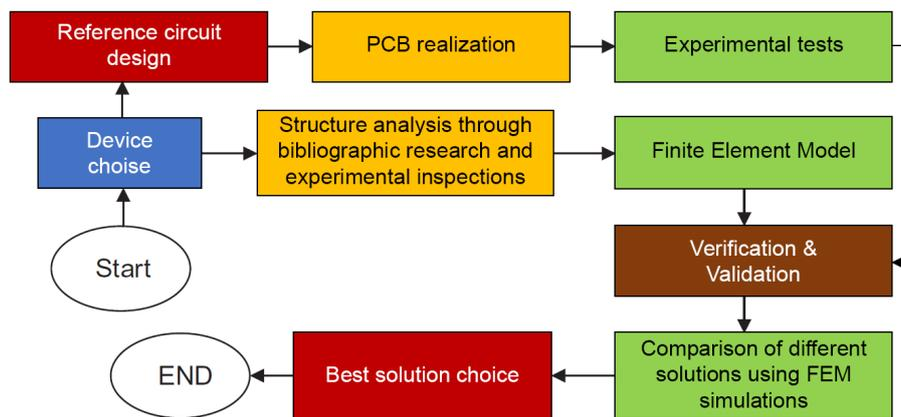 Reference circuit
design
PCB realization
Experimental tests
Device
choise
Structure analysis through
bibliographic research and
experimental inspections
Finite Element Model
Start
Verification &
Validation
END
Best solution choice
Comparison of different
solutions using FEM
simulations